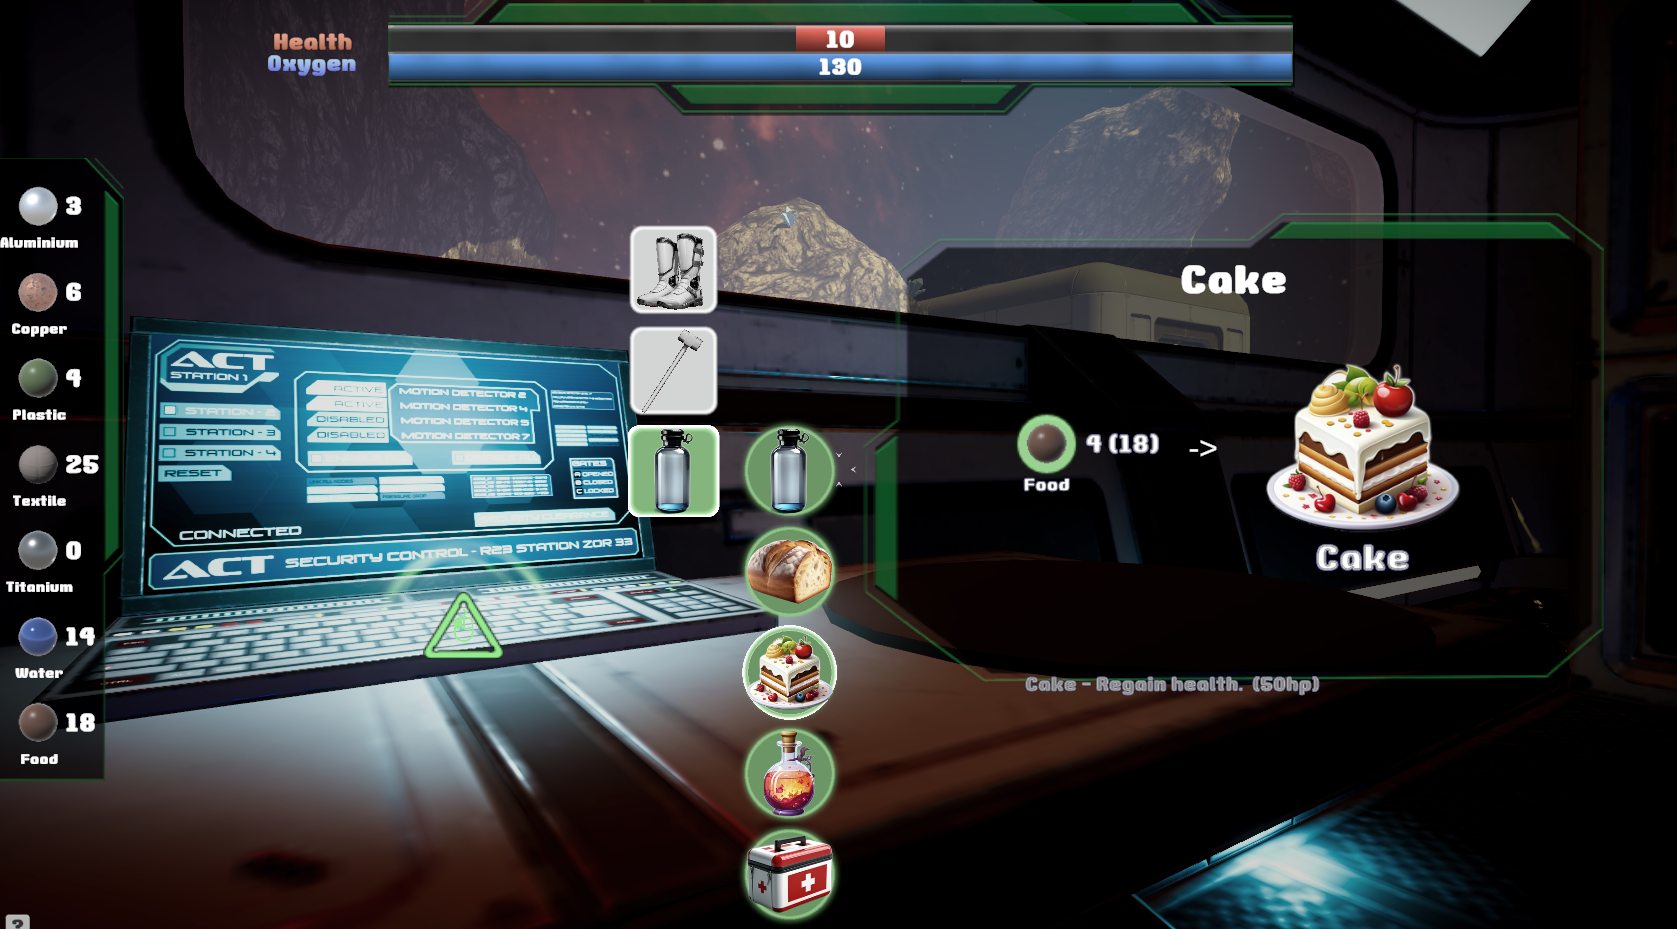 Health
10
Oxygen
130
3
Aluminium
6
Copper
4
Plastic
25
Textile
0
Titanium
14
Water
18
Food
ACT
STATION 1
STATION - 2
STATION - 3
STATION - 4
RESET
ACTIVE
MOTION DETECTOR 2
ACTIVE
MOTION DETECTOR 4
DISABLED
MOTION DETECTOR 9
DISABLED
MOTION DETECTOR 7
GATES
A OPENED
B CLOSED
C LOCKED
SECURITY CLEARANCE
CONNECTED
ACT SECURITY CONTROL - R23 STATION ZOR 33
Cake
4 (18) ->
Food
Cake
Cake - Regain health. (50hp)
?